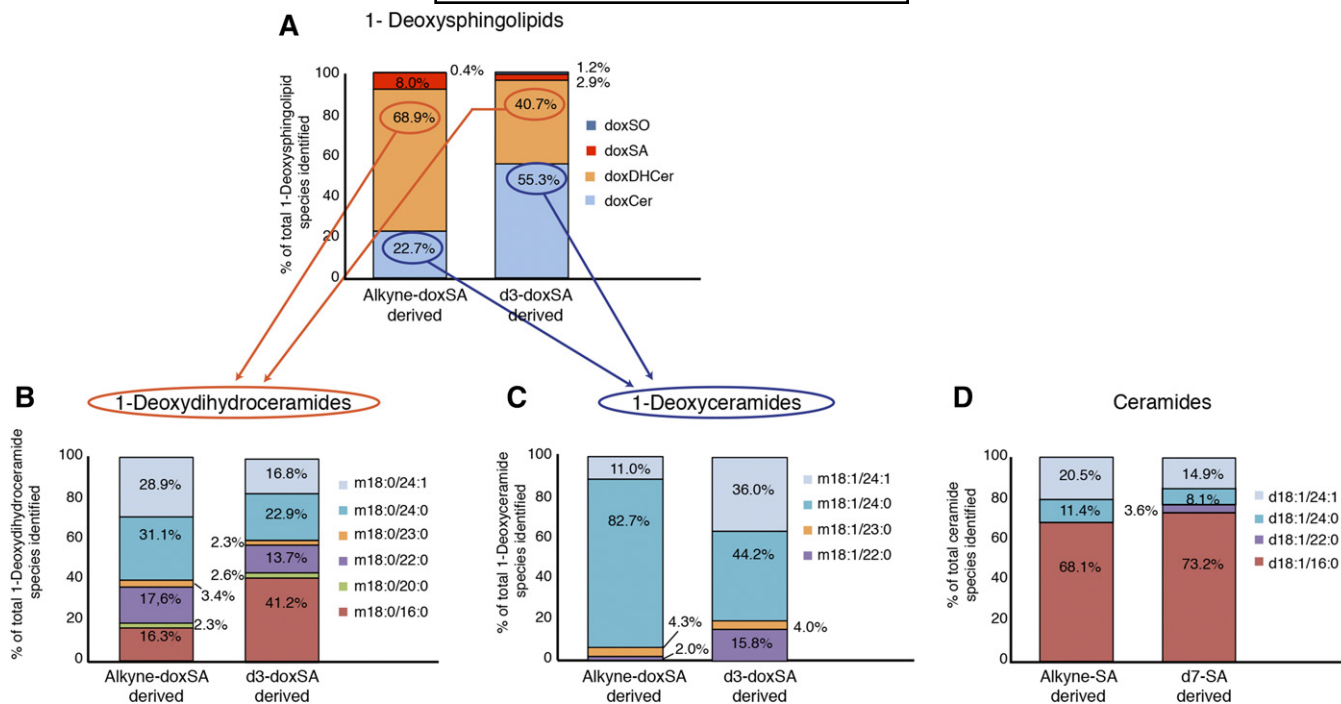 A
1- Deoxysphingolipids
% of total 1-Deoxysphingolipid
species identified
100
80
60
40
20
0
8.0%
0.4%
68.9%
22.7%
1.2%
2.9%
40.7%
55.3%
doxSO
doxSA
doxDHCer
doxCer
Alkyne-doxSA
derived
d3-doxSA
derived
B
1-Deoxydihydroceramides
% of total 1-Deoxydihydroceramide
species identified
100
80
60
40
20
0
28.9%
31.1%
3.4%
17,6%
2.3%
16.3%
16.8%
22.9%
2.3%
13.7%
2.6%
41.2%
m18:0/24:1
m18:0/24:0
m18:0/23:0
m18:0/22:0
m18:0/20:0
m18:0/16:0
Alkyne-doxSA
derived
d3-doxSA
derived
C
1-Deoxyceramides
% of total 1-Deoxyceramide
species identified
100
80
60
40
20
0
11.0%
82.7%
4.3%
2.0%
36.0%
44.2%
4.0%
15.8%
m18:1/24:1
m18:1/24:0
m18:1/23:0
m18:1/22:0
Alkyne-doxSA
derived
d3-doxSA
derived
D
Ceramides
% of total ceramide
species identified
100
80
60
40
20
0
20.5%
11.4%
68.1%
14.9%
8.1%
3.6%
73.2%
d18:1/24:1
d18:1/24:0
d18:1/22:0
d18:1/16:0
Alkyne-SA
derived
d7-SA
derived